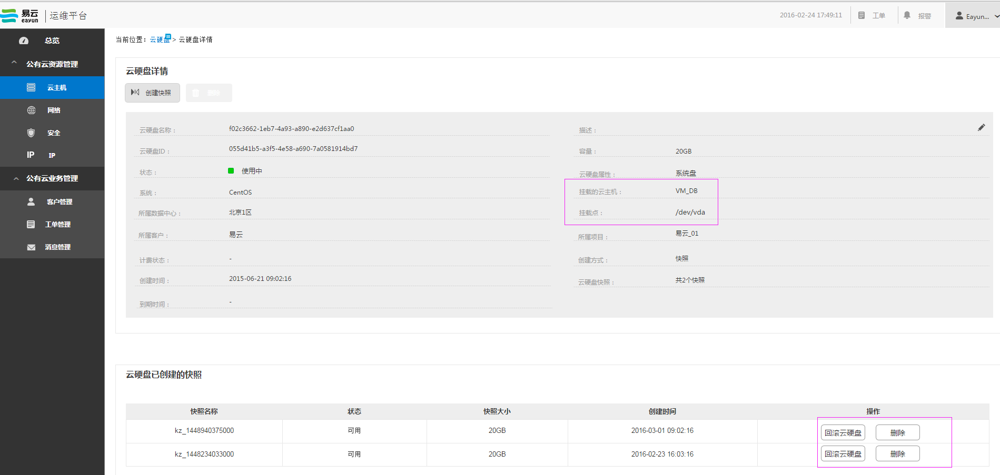 易云
eayun
运维平台
2016-02-24 17:49:11
工单
报警
Eayun...
总览
公有云资源管理
云主机
网络
安全
IP IP
公有云业务管理
客户管理
工单管理
消息管理
当前位置： 云硬盘 > 云硬盘详情
云硬盘详情
创建快照
删除
云硬盘名称： f02c3662-1eb7-4a93-a890-e2d637cf1aa0
描述：
云硬盘ID： 055d41b5-a3f5-4e58-a690-7a0581914bd7
容量： 20GB
状态： 使用中
云硬盘属性： 系统盘
系统： CentOS
挂载的云主机： VM_DB
所属数据中心： 北京1区
挂载点： /dev/vda
所属客户： 易云
所属项目： 易云_01
计费状态： -
创建方式： 快照
创建时间： 2015-06-21 09:02:16
云硬盘快照： 共2个快照
到期时间： -
云硬盘已创建的快照
快照名称 状态 快照大小 创建时间 操作
kz_1448940375000 可用 20GB 2016-03-01 09:02:16 回滚云硬盘 删除
kz_1448234033000 可用 20GB 2016-02-23 16:03:16 回滚云硬盘 删除